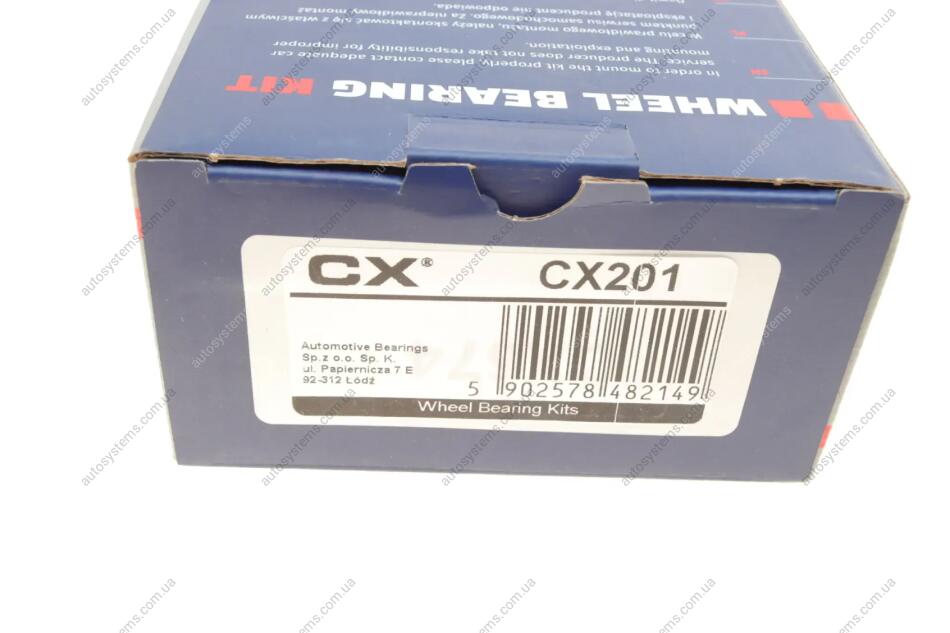 WHEEL BEARING KIT
EN
In order to mount the kit properly, please contact adequate car
service. The producer does not take responsibility for improper
mounting and exploitation.
PL
W celu prawidłowego montażu, należy skontaktować się z właściwym
punktem serwisu samochodowego. Za nieprawidłowy montaż
i eksploatację producent nie odpowiada.
CX® CX201
Automotive Bearings
Sp.z o.o. Sp. K.
ul. Papiernicza 7 E
92-312 Łódź
5 902578 482149
Wheel Bearing Kits
autosystems.com.ua